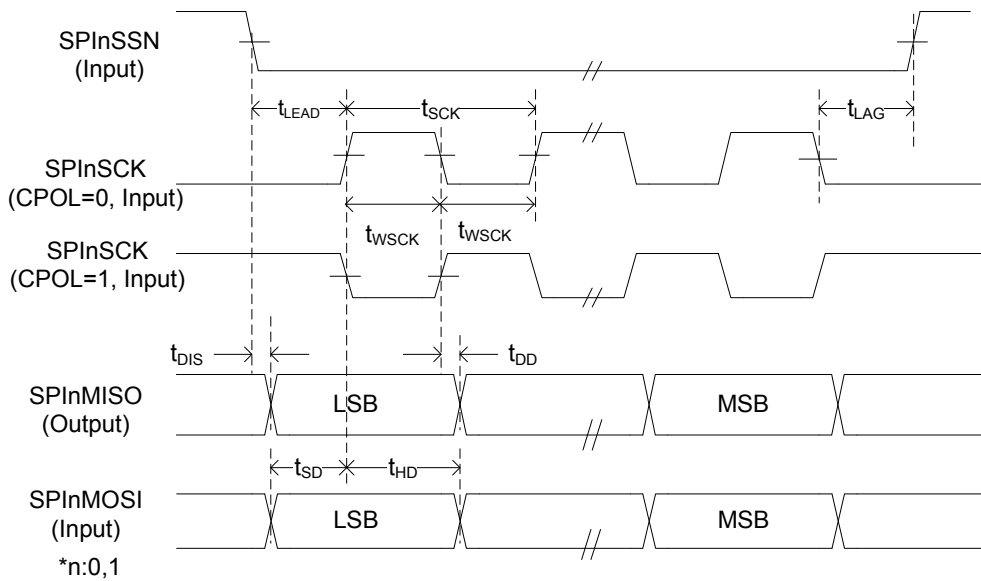 SPInSSN
(Input)
tLEAD
tSCK
tLAG
SPInSCK
(CPOL=0, Input)
tWSCK
tWSCK
SPInSCK
(CPOL=1, Input)
tDIS
tDD
SPInMISO
(Output)
LSB
MSB
tSD
tHD
SPInMOSI
(Input)
LSB
MSB
*n:0,1